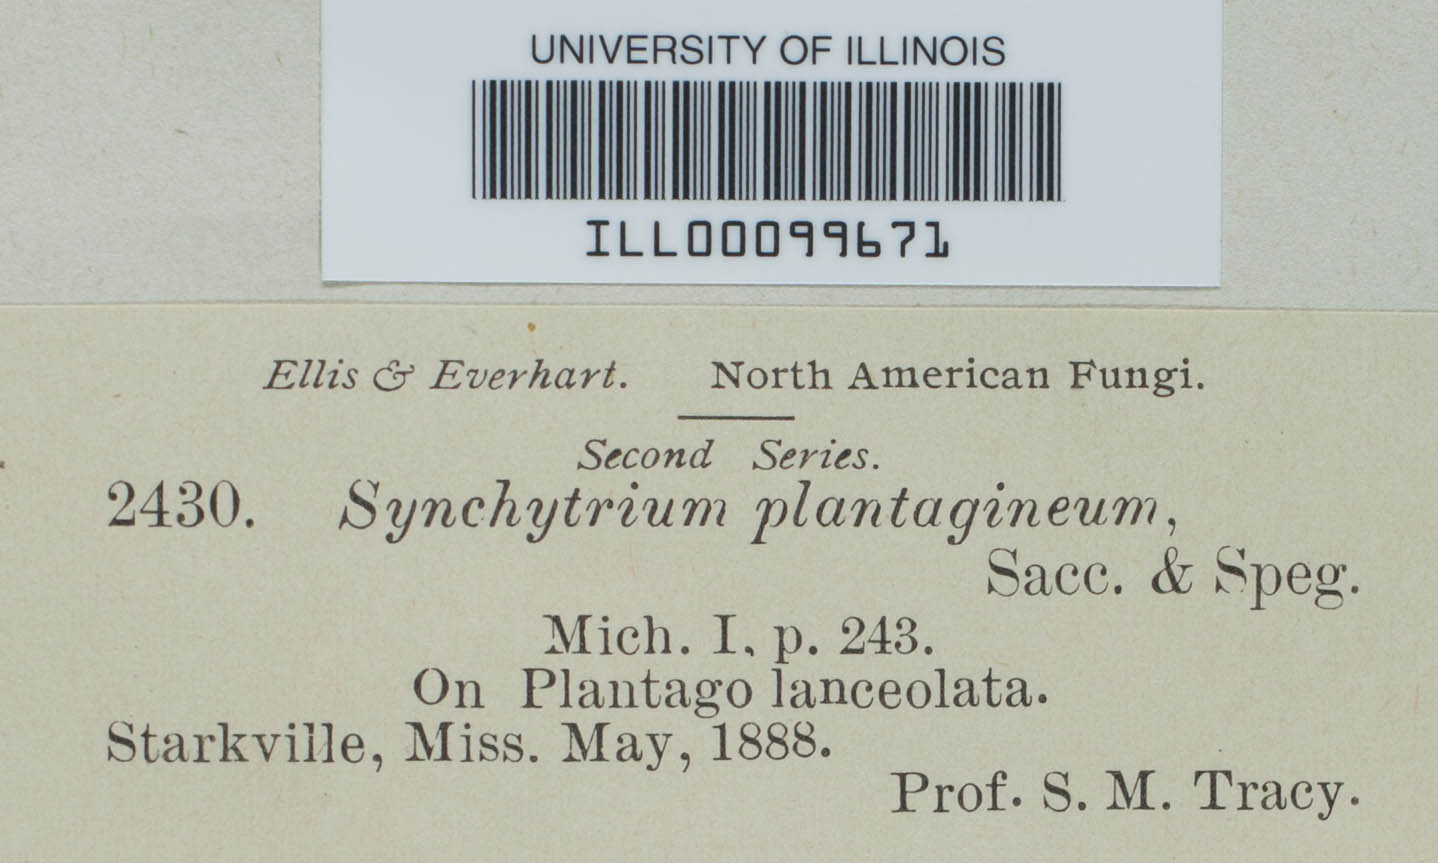 UNIVERSITY OF ILLINOIS
ILL00099671
Ellis & Everhart. North American Fungi.
Second Series.
2430. Synchytrium plantagineum,
Sacc. & Speg.
Mich. I, p. 243.
On Plantago lanceolata.
Starkville, Miss. May, 1888.
Prof. S. M. Tracy.